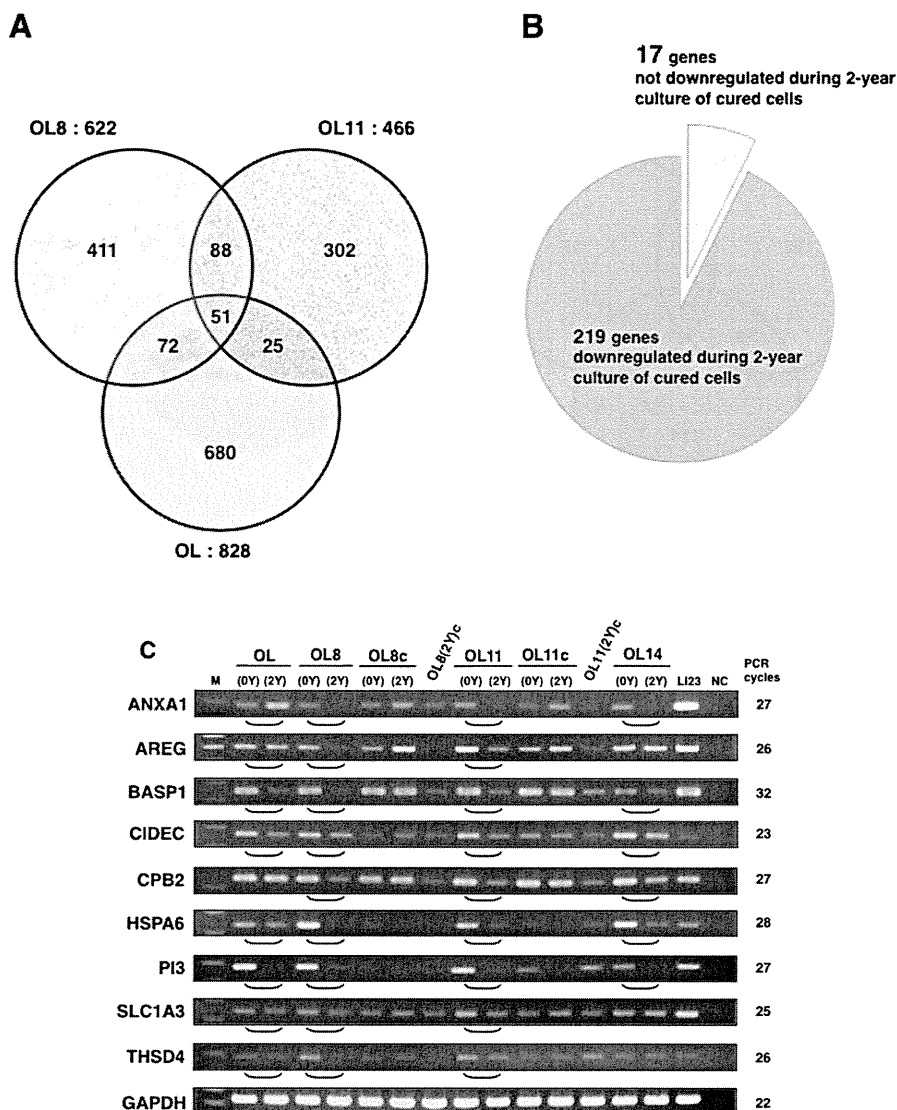 A
B
17 genes
not downregulated during 2-year
culture of cured cells
OL8 : 622
OL11 : 466
411
88
302
51
72
25
680
OL : 828
219 genes
downregulated during 2-year
culture of cured cells
C
OL OL8 OL8c OL8(2Y)c OL11 OL11c OL11(2Y)c OL14
M (0Y) (2Y) (0Y) (2Y) (0Y) (2Y) (0Y) (2Y) (0Y) (2Y) (0Y) (2Y) LI23 NC PCR cycles
ANXA1 27
AREG 26
BASP1 32
CIDEC 23
CPB2 27
HSPA6 28
PI3 27
SLC1A3 25
THSD4 26
GAPDH 22